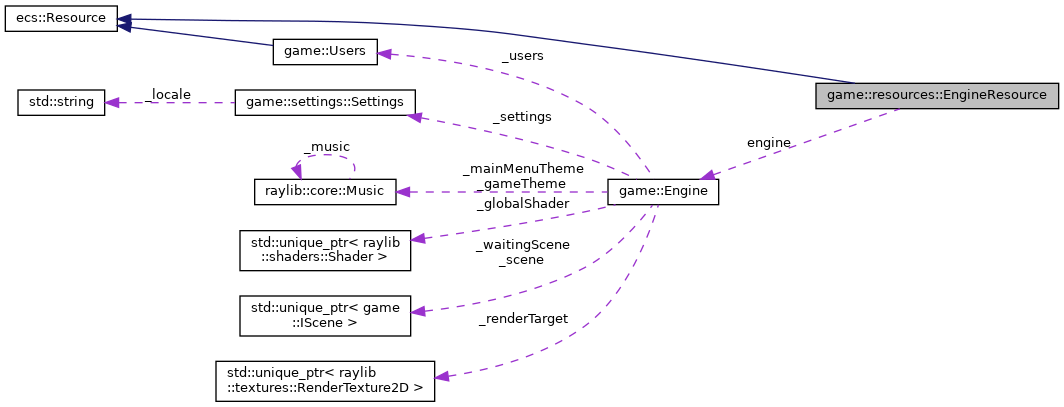 ecs::Resource
game::Users
_users
game::resources::EngineResource
std::string
_locale
game::settings::Settings
_settings
engine
_music
raylib::core::Music
_mainMenuTheme
_gameTheme
game::Engine
_globalShader
std::unique_ptr< raylib
::shaders::Shader >
_waitingScene
_scene
std::unique_ptr< game
::IScene >
_renderTarget
std::unique_ptr< raylib
::textures::RenderTexture2D >